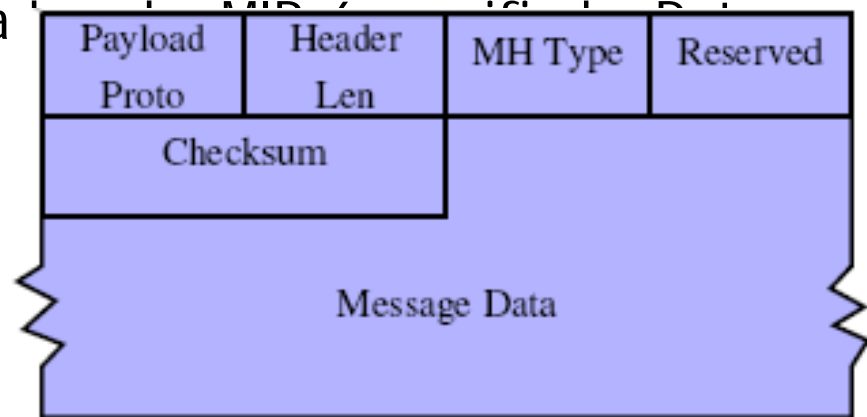 Payload Header MH Type Reserved
Proto Len
Checksum
Message Data